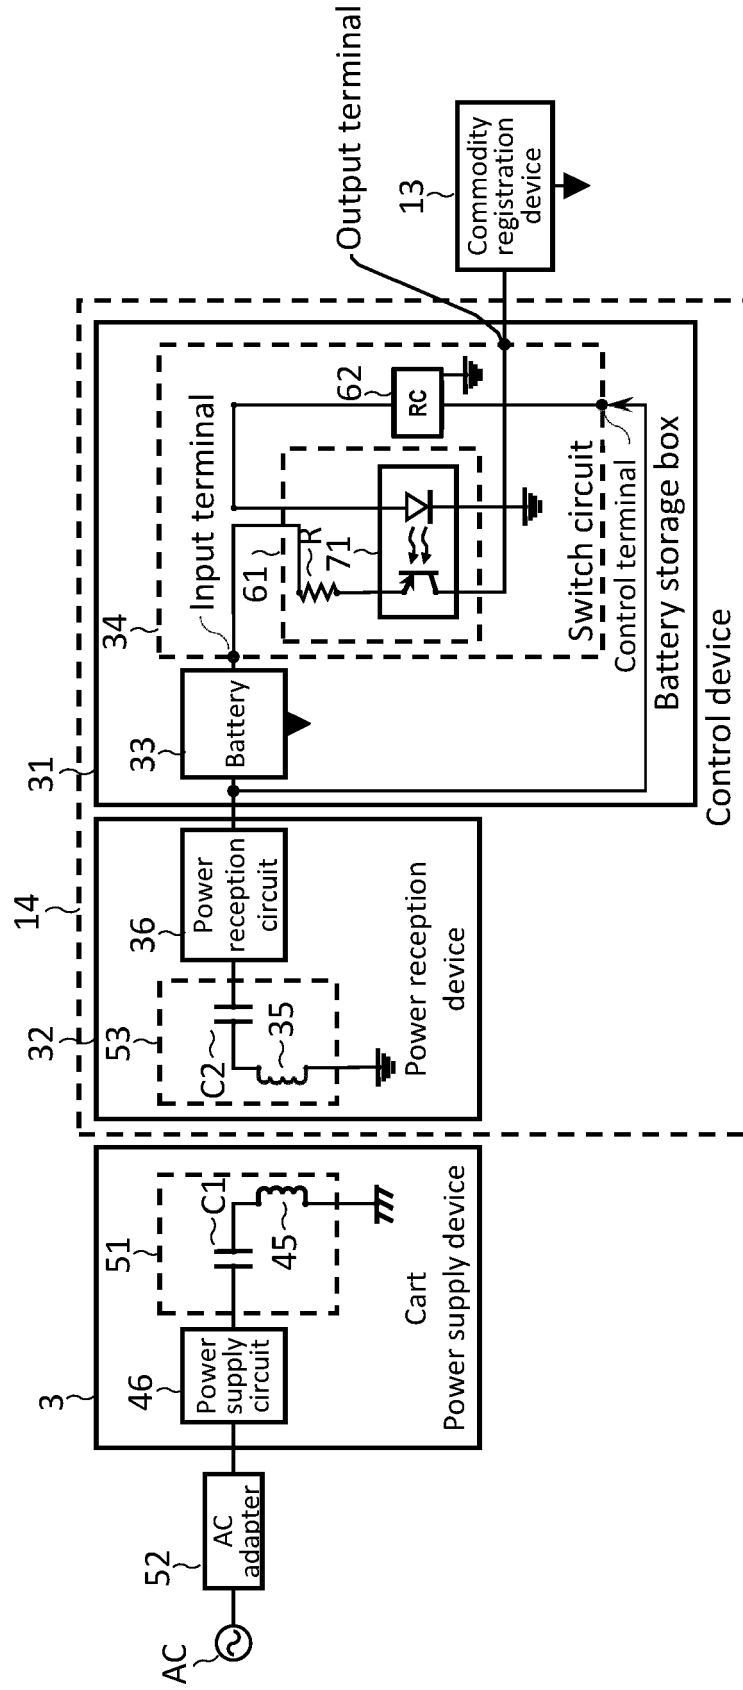 AC
52
AC
adapter
3
46
Power
supply
circuit
51
C1
45
Cart
Power supply device
14
32
53
C2
35
36
Power
reception
circuit
Power reception
device
31
33
Battery
34
Input terminal
61
R
71
62
RC
Switch circuit
Control terminal
Battery storage box
Control device
Output terminal
13
Commodity
registration
device